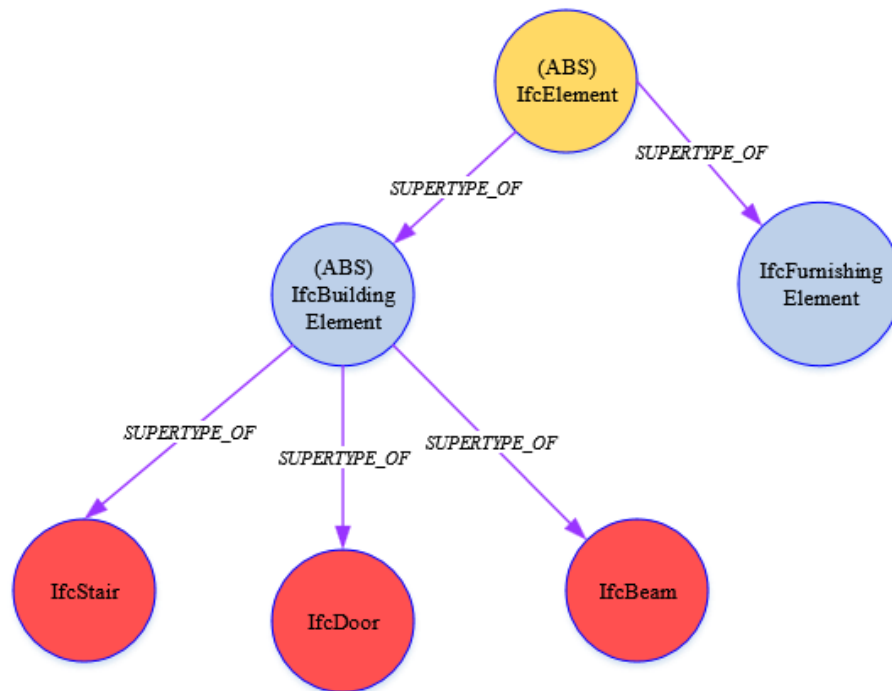 (ABS)
IfcElement
SUPERTYPE_OF
SUPERTYPE_OF
(ABS)
IfcBuilding
Element
IfcFurnishing
Element
SUPERTYPE_OF
SUPERTYPE_OF
SUPERTYPE_OF
IfcStair
IfcDoor
IfcBeam